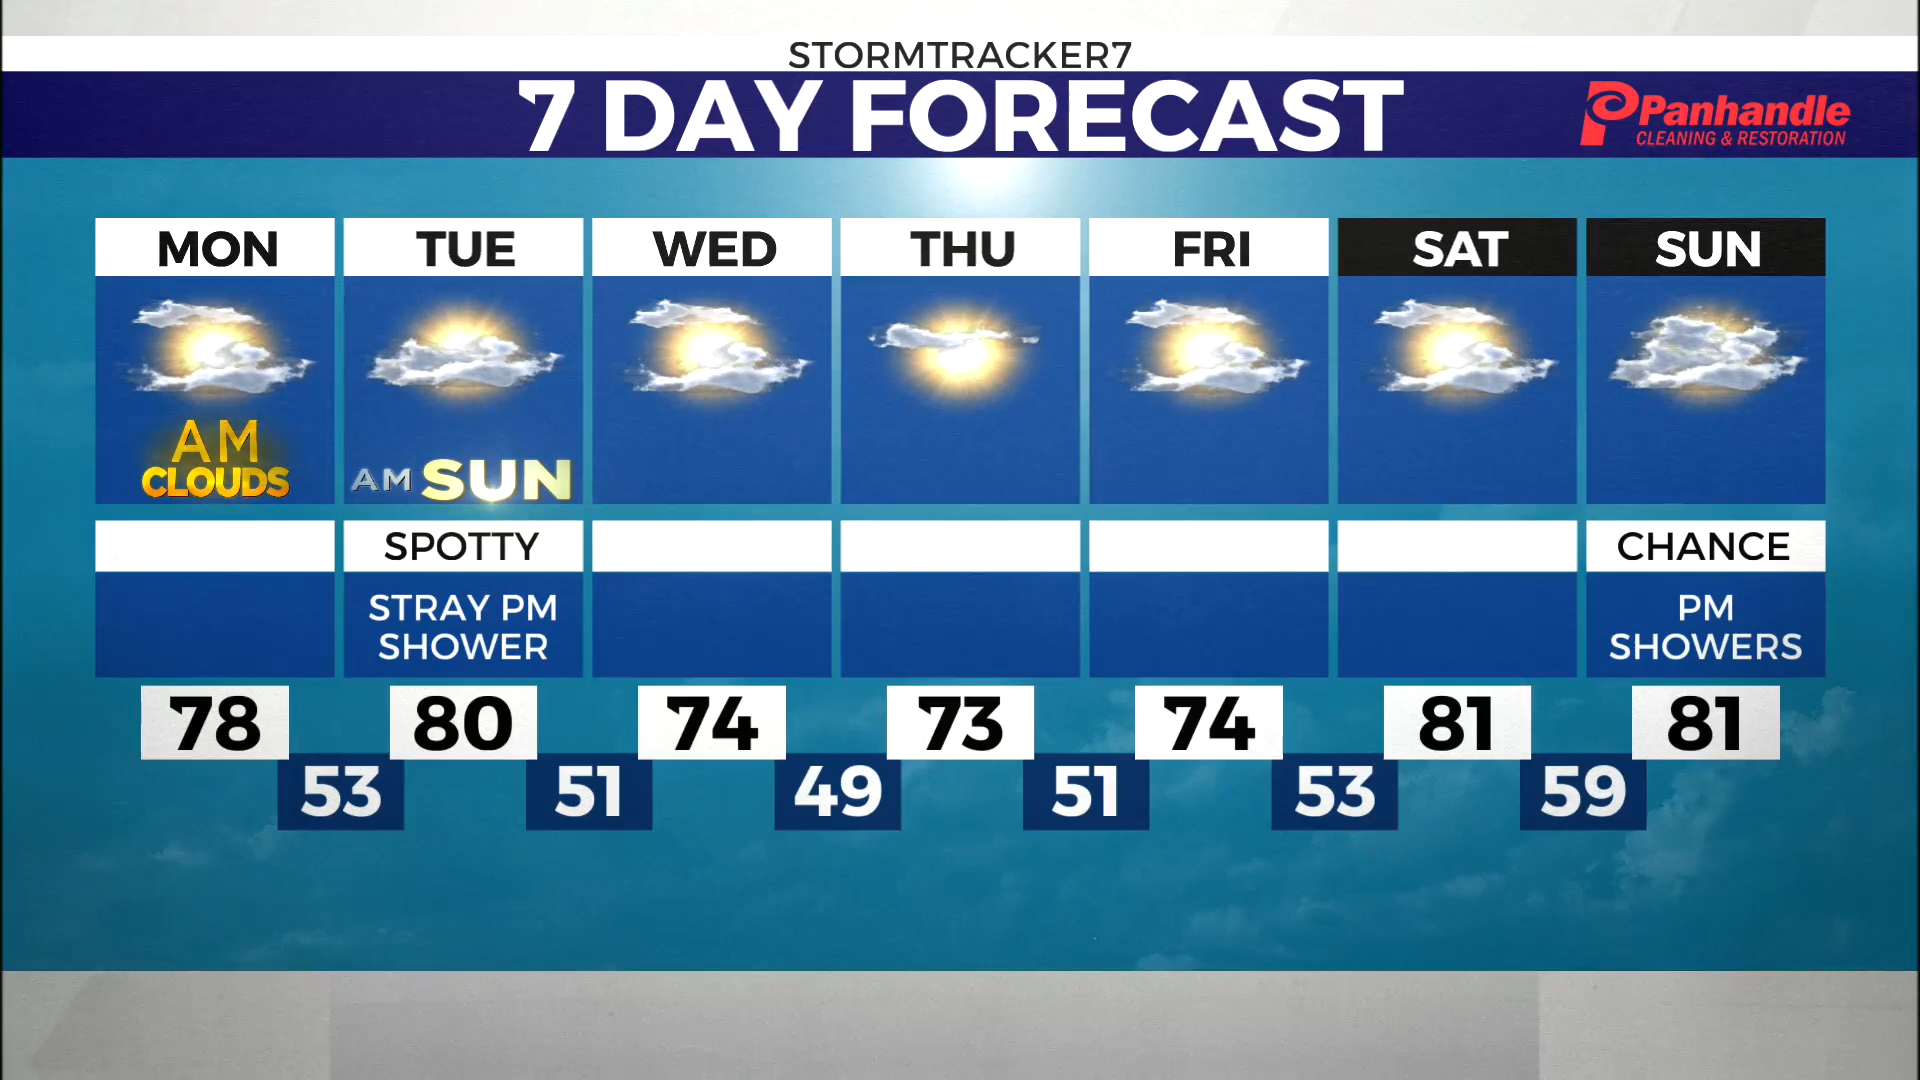 STORMTRACKER7
7 DAY FORECAST
Panhandle
CLEANING & RESTORATION
MON TUE WED THU FRI SAT SUN
AM
CLOUDS
AM SUN
SPOTTY CHANCE
STRAY PM
SHOWER
PM
SHOWERS
78 80 74 73 74 81 81
53 51 49 51 53 59